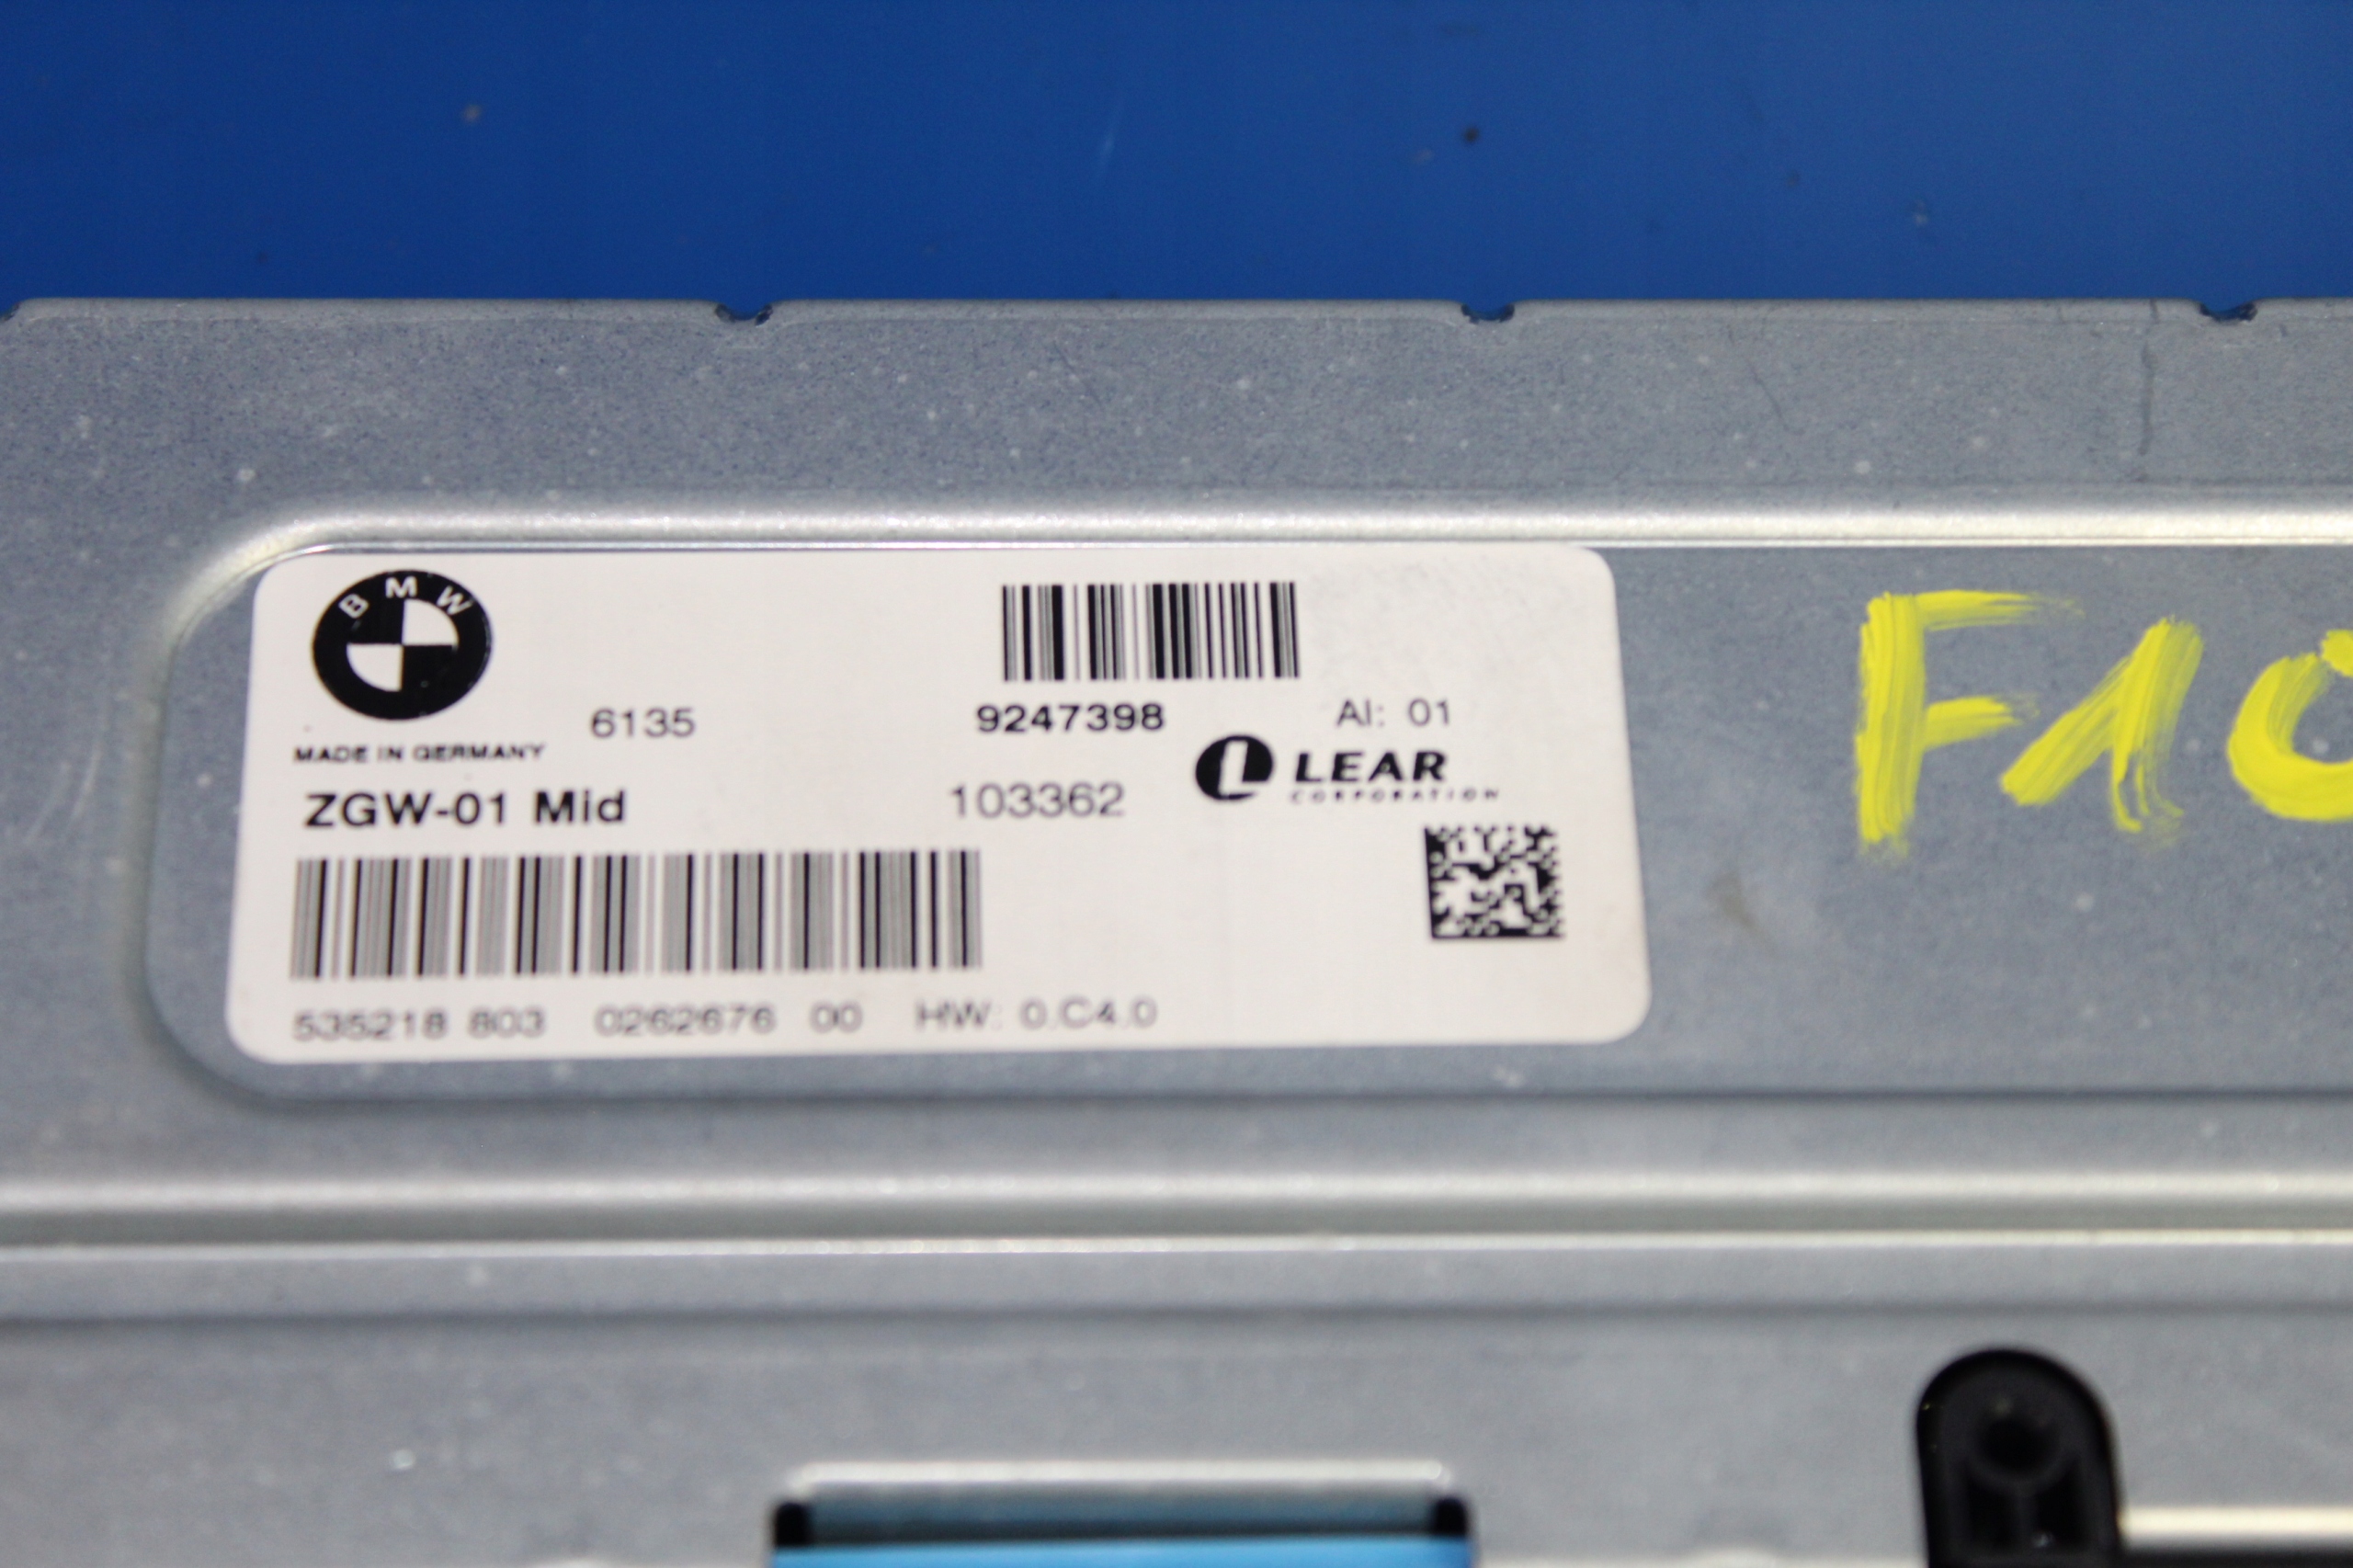 BMW
6135 9247398 AI: 01
MADE IN GERMANY
LEAR
CORPORATION
ZGW-01 Mid 103362
535218 803 0262676 00 HW: 0.C4.0
F10